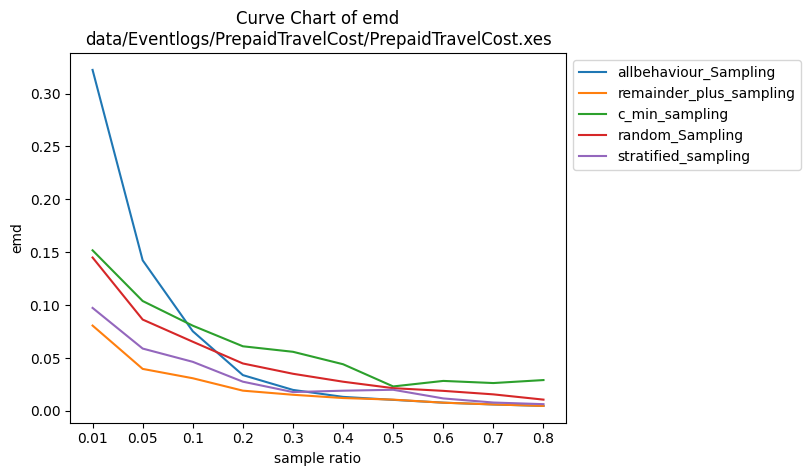 Curve Chart of emd
data/Eventlogs/PrepaidTravelCost/PrepaidTravelCost.xes
allbehaviour_Sampling
remainder_plus_sampling
c_min_sampling
random_Sampling
stratified_sampling
emd
0.30
0.25
0.20
0.15
0.10
0.05
0.00
0.01 0.05 0.1 0.2 0.3 0.4 0.5 0.6 0.7 0.8
sample ratio